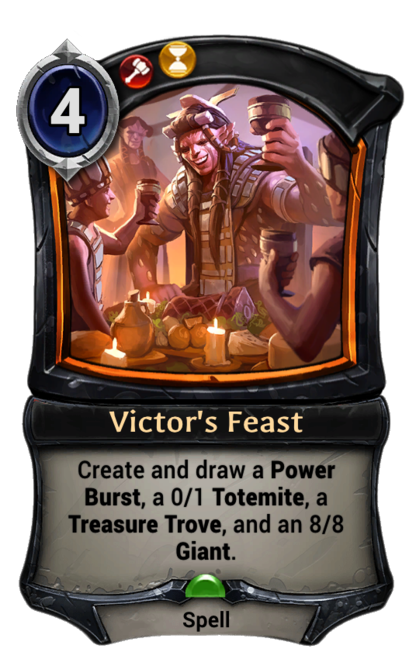 4
Victor's Feast
Create and draw a Power
Burst, a 0/1 Totemite, a
Treasure Trove, and an 8/8
Giant.
Spell